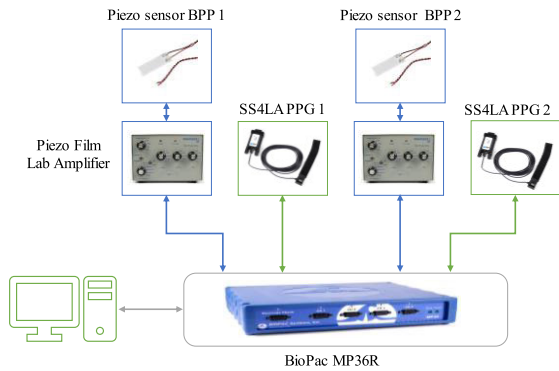 Piezo sensor BPP 1
Piezo sensor BPP 2
SS4LA PPG 1
SS4LA PPG 2
Piezo Film
Lab Amplifier
BioPac MP36R